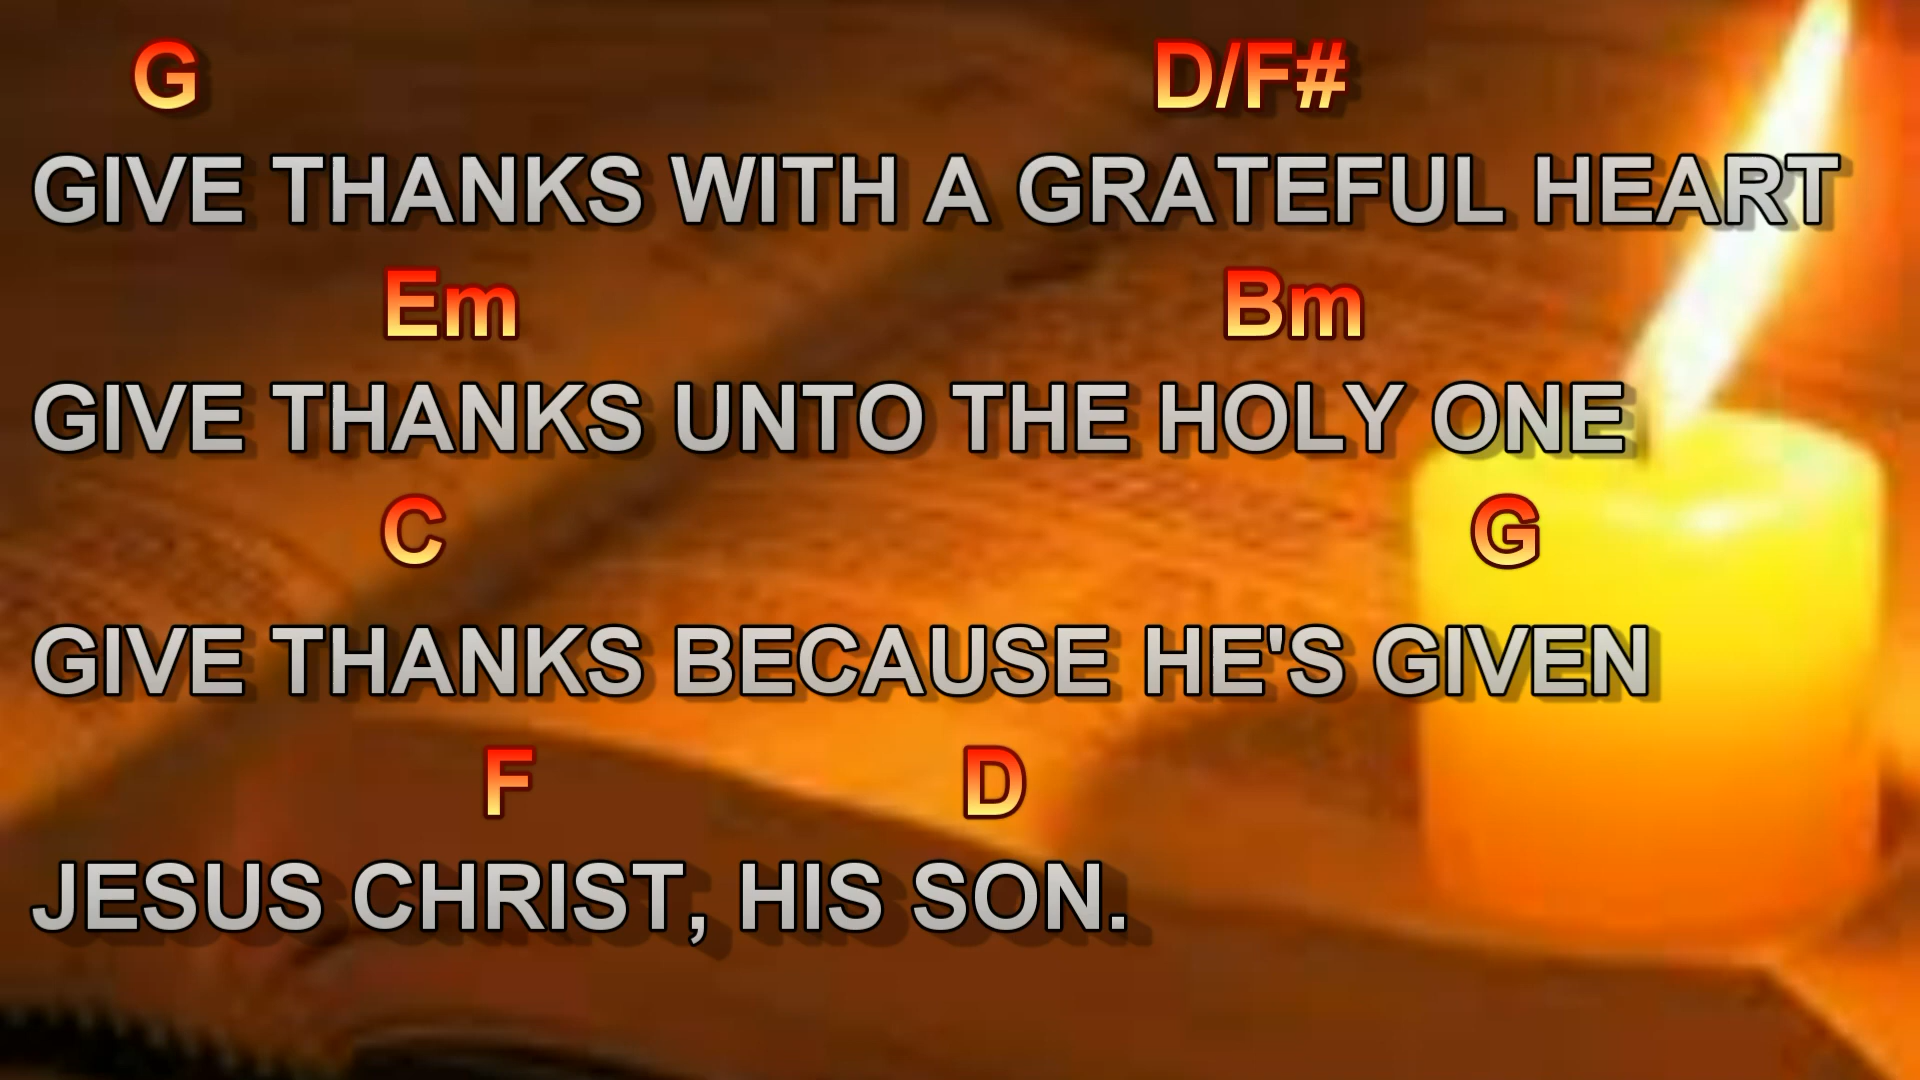 G D/F#
GIVE THANKS WITH A GRATEFUL HEART
Em Bm
GIVE THANKS UNTO THE HOLY ONE
C G
GIVE THANKS BECAUSE HE'S GIVEN
F D
JESUS CHRIST, HIS SON.